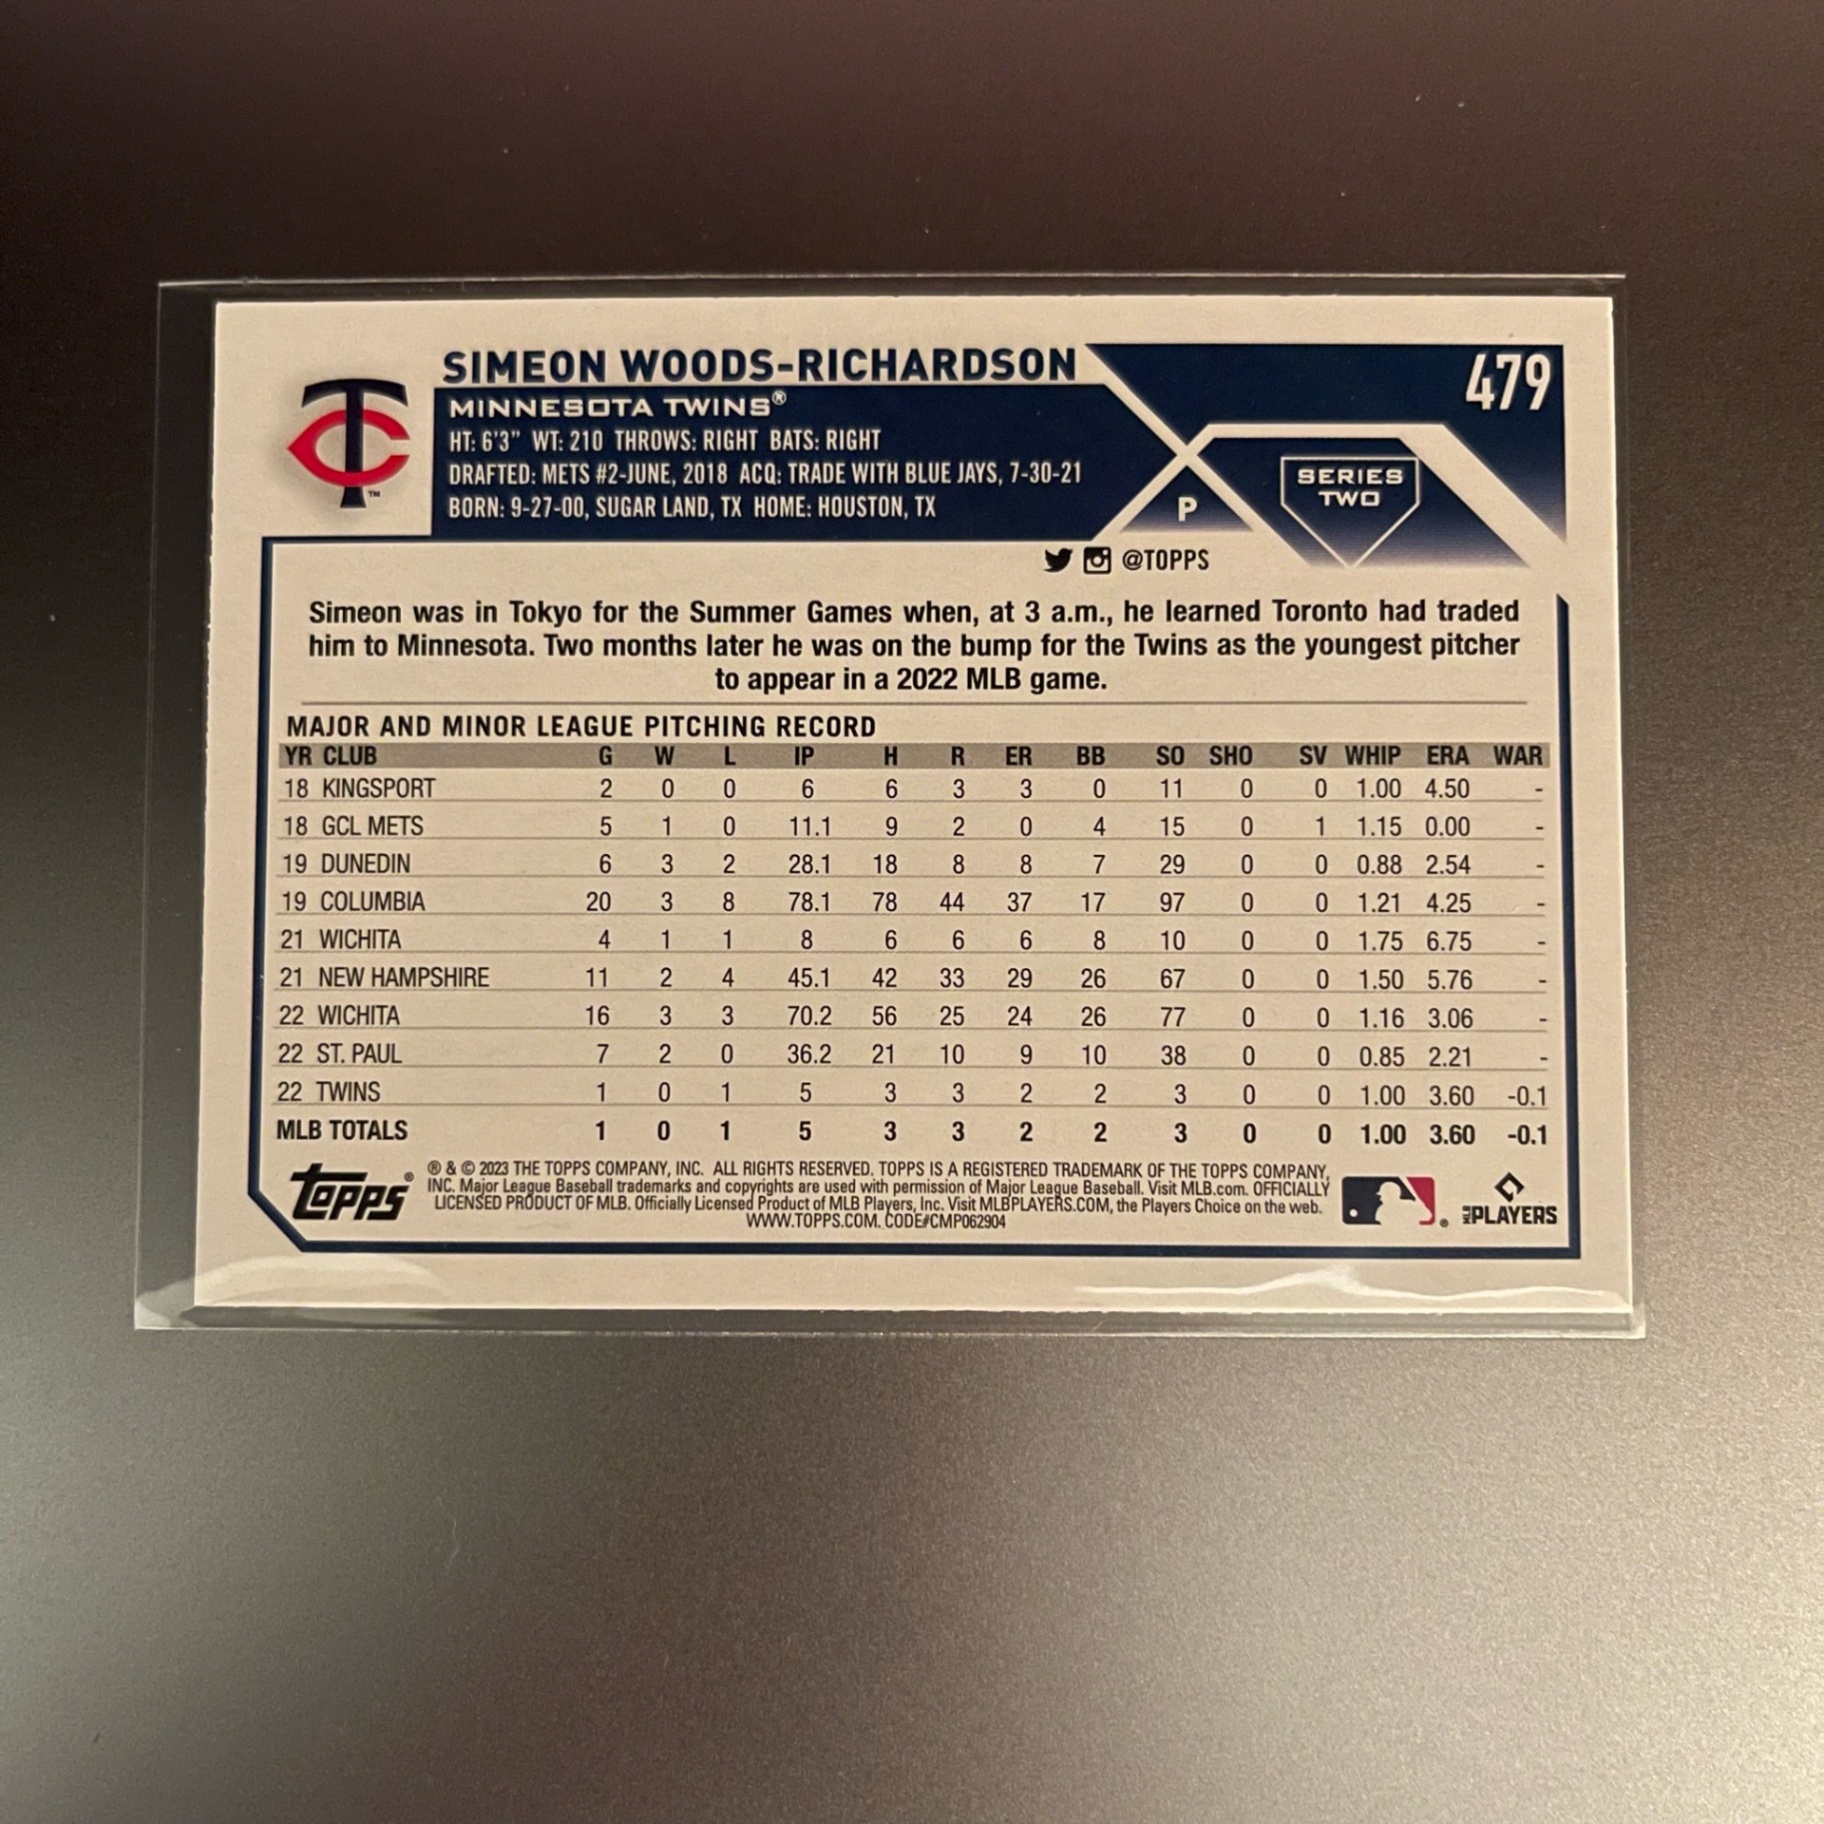 SIMEON WOODS-RICHARDSON
479
MINNESOTA TWINS®
HT: 6'3" WT: 210 THROWS: RIGHT BATS: RIGHT
DRAFTED: METS #2-JUNE, 2018 ACQ: TRADE WITH BLUE JAYS, 7-30-21
BORN: 9-27-00, SUGAR LAND, TX HOME: HOUSTON, TX
P
SERIES
TWO
TC™
@TOPPS
Simeon was in Tokyo for the Summer Games when, at 3 a.m., he learned Toronto had traded
him to Minnesota. Two months later he was on the bump for the Twins as the youngest pitcher
to appear in a 2022 MLB game.
MAJOR AND MINOR LEAGUE PITCHING RECORD
YR CLUB G W L IP H R ER BB SO SHO SV WHIP ERA WAR
18 KINGSPORT 2 0 0 6 6 3 3 0 11 0 0 1.00 4.50 -
18 GCL METS 5 1 0 11.1 9 2 0 4 15 0 1 1.15 0.00 -
19 DUNEDIN 6 3 2 28.1 18 8 8 7 29 0 0 0.88 2.54 -
19 COLUMBIA 20 3 8 78.1 78 44 37 17 97 0 0 1.21 4.25 -
21 WICHITA 4 1 1 8 6 6 6 8 10 0 0 1.75 6.75 -
21 NEW HAMPSHIRE 11 2 4 45.1 42 33 29 26 67 0 0 1.50 5.76 -
22 WICHITA 16 3 3 70.2 56 25 24 26 77 0 0 1.16 3.06 -
22 ST. PAUL 7 2 0 36.2 21 10 9 10 38 0 0 0.85 2.21 -
22 TWINS 1 0 1 5 3 3 2 2 3 0 0 1.00 3.60 -0.1
MLB TOTALS 1 0 1 5 3 3 2 2 3 0 0 1.00 3.60 -0.1
topps®
® & © 2023 THE TOPPS COMPANY, INC. ALL RIGHTS RESERVED. TOPPS IS A REGISTERED TRADEMARK OF THE TOPPS COMPANY,
INC. Major League Baseball trademarks and copyrights are used with permission of Major League Baseball. Visit MLB.com. OFFICIALLY
LICENSED PRODUCT OF MLB. Officially Licensed Product of MLB Players, Inc. Visit MLBPLAYERS.COM, the Players Choice on the web.
WWW.TOPPS.COM. CODE#CMP062904
MLB PLAYERS